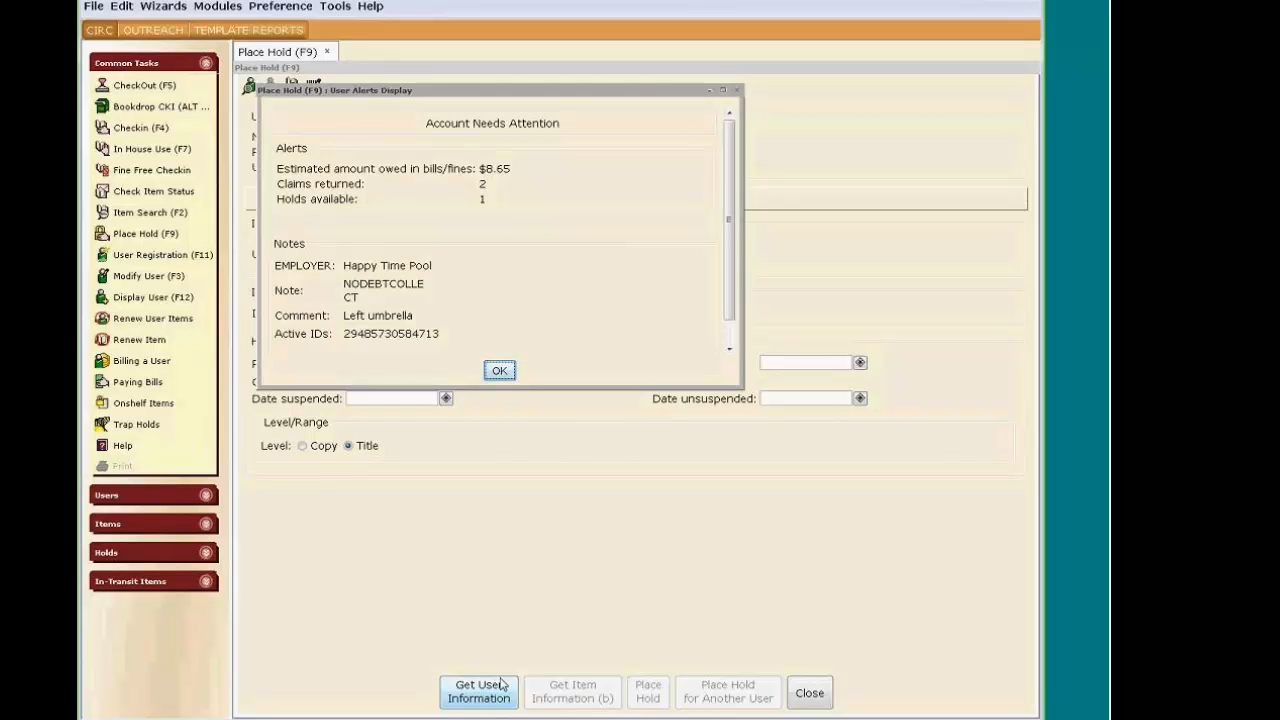 File Edit Wizards Modules Preference Tools Help
CIRC OUTREACH TEMPLATE REPORTS
Place Hold (F9) ×
Place Hold (F9)
Common Tasks
CheckOut (F5)
Bookdrop CKI (ALT ...
Checkin (F4)
In House Use (F7)
Fine Free Checkin
Check Item Status
Item Search (F2)
Place Hold (F9)
User Registration (F11)
Modify User (F3)
Display User (F12)
Renew User Items
Renew Item
Billing a User
Paying Bills
Onshelf Items
Trap Holds
Help
Print
Users
Items
Holds
In-Transit Items
Place Hold (F9) : User Alerts Display
Account Needs Attention
Alerts
Estimated amount owed in bills/fines: $8.65
Claims returned: 2
Holds available: 1
Notes
EMPLOYER: Happy Time Pool
Note: NODEBTCOLLE
CT
Comment: Left umbrella
Active IDs: 29485730584713
OK
Date suspended: Date unsuspended:
Level/Range
Level: Copy Title
Get User Information
Get Item Information (b)
Place Hold
Place Hold for Another User
Close